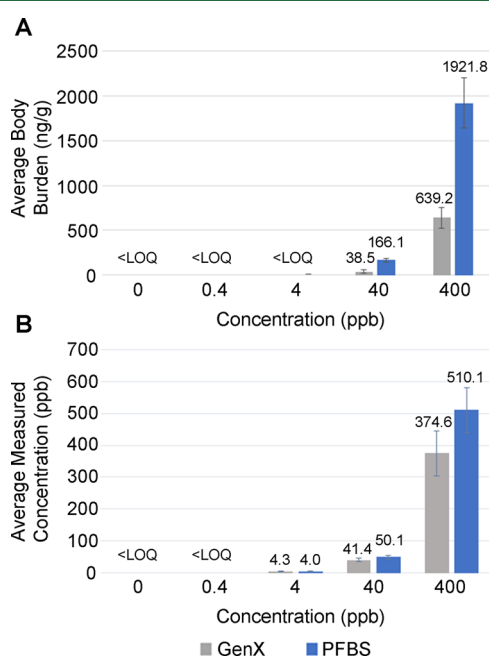 A
2500
2000
1500
1000
500
0
Average Body
Burden (ng/g)
<LOQ <LOQ <LOQ 38.5 166.1 639.2 1921.8
0 0.4 4 40 400
Concentration (ppb)
B
700
600
500
400
300
200
100
0
Average Measured
Concentration (ppb)
<LOQ <LOQ 4.3 4.0 41.4 50.1 374.6 510.1
0 0.4 4 40 400
Concentration (ppb)
GenX PFBS